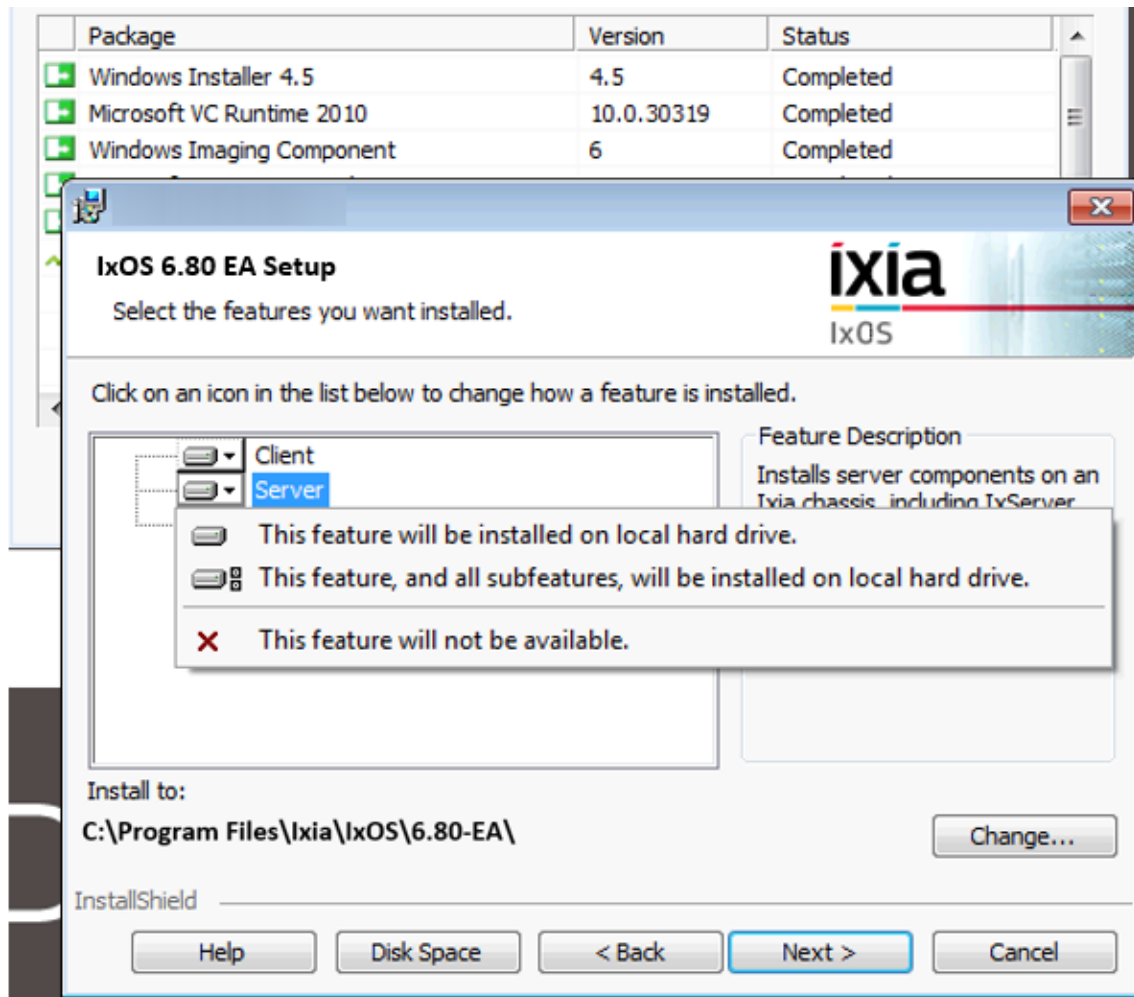 Package Version Status
Windows Installer 4.5 4.5 Completed
Microsoft VC Runtime 2010 10.0.30319 Completed
Windows Imaging Component 6 Completed
IxOS 6.80 EA Setup
Select the features you want installed.
ixia
IxOS
Click on an icon in the list below to change how a feature is installed.
Client
Server
Feature Description
Installs server components on an
Ixia chassis, including IxServer
This feature will be installed on local hard drive.
This feature, and all subfeatures, will be installed on local hard drive.
This feature will not be available.
Install to:
C:\Program Files\Ixia\IxOS\6.80-EA\
Change...
InstallShield
Help
Disk Space
< Back
Next >
Cancel